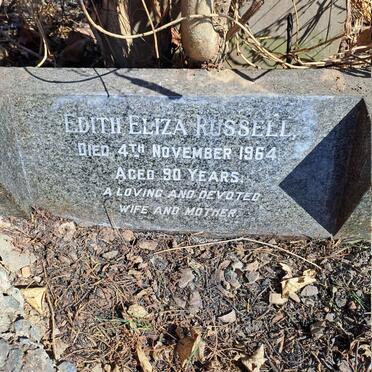 EDITH ELIZA RUSSELL,
DIED 4TH NOVEMBER 1964
AGED 90 YEARS.
A LOVING AND DEVOTED
WIFE AND MOTHER